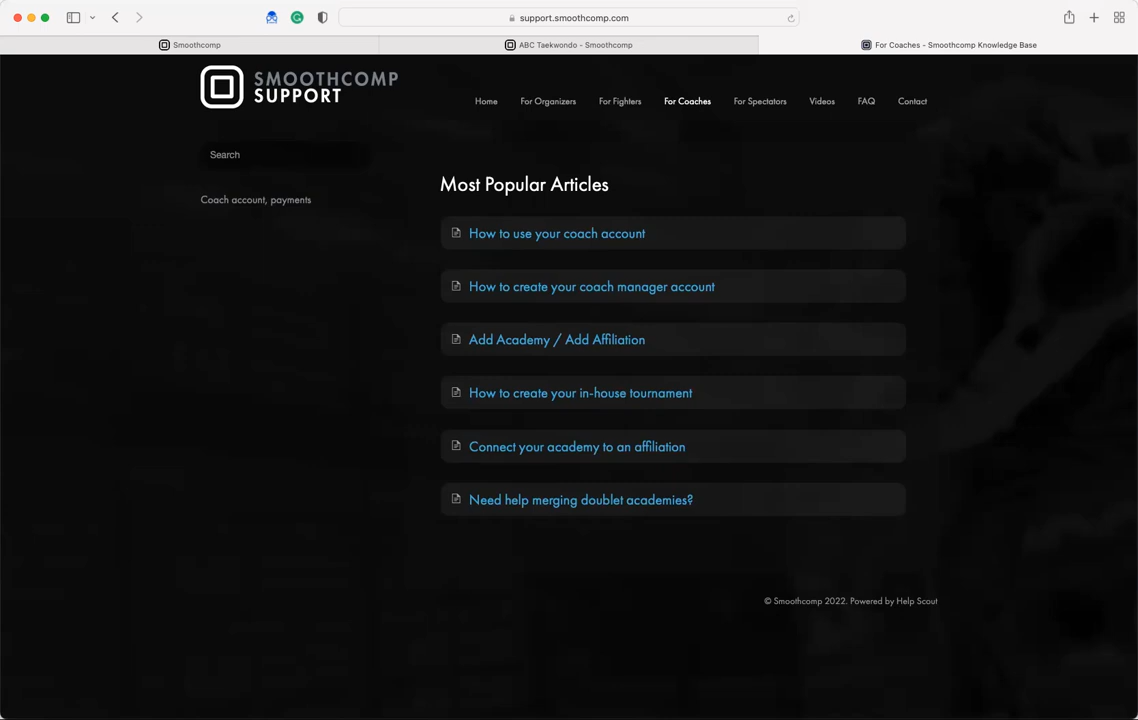 support.smoothcomp.com
Smoothcomp
ABC Taekwondo - Smoothcomp
For Coaches - Smoothcomp Knowledge Base
SMOOTHCOMP
SUPPORT
Home
For Organizers
For Fighters
For Coaches
For Spectators
Videos
FAQ
Contact
Search
Coach account, payments
Most Popular Articles
How to use your coach account
How to create your coach manager account
Add Academy / Add Affiliation
How to create your in-house tournament
Connect your academy to an affiliation
Need help merging doublet academies?
© Smoothcomp 2022. Powered by Help Scout